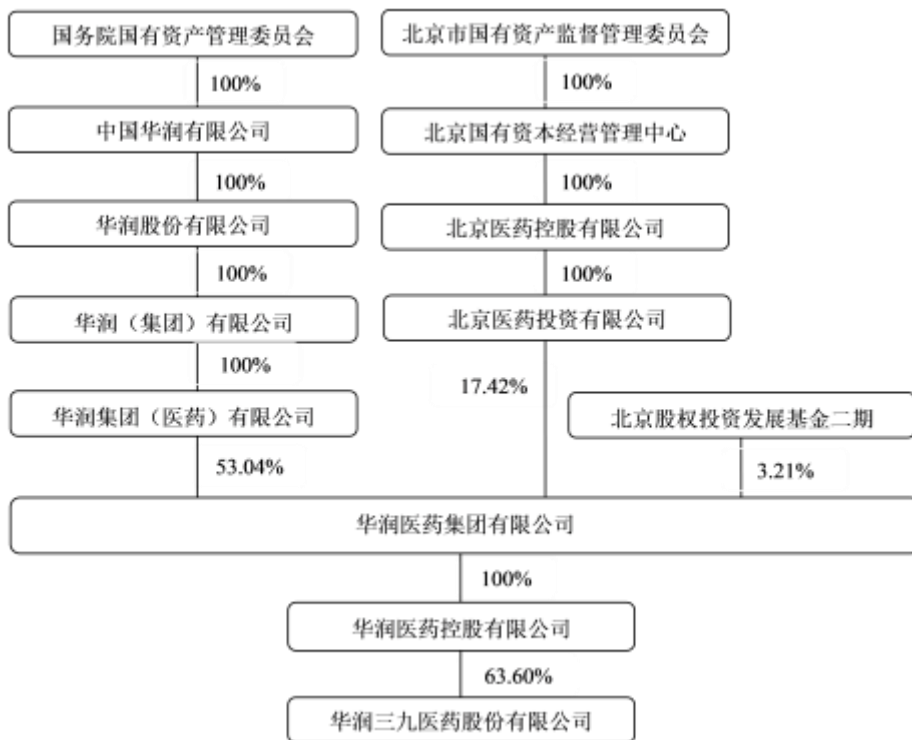 国务院国有资产管理委员会
北京市国有资产监督管理委员会
100%
100%
中国华润有限公司
北京国有资本经营管理中心
100%
100%
华润股份有限公司
北京医药控股有限公司
100%
100%
华润（集团）有限公司
北京医药投资有限公司
100%
17.42%
华润集团（医药）有限公司
北京股权投资发展基金二期
53.04%
3.21%
华润医药集团有限公司
100%
华润医药控股有限公司
63.60%
华润三九医药股份有限公司